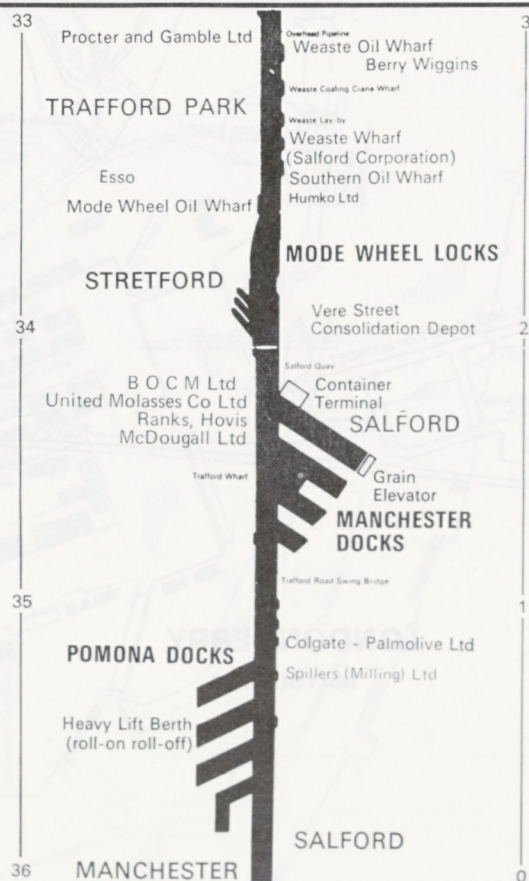 33
3
Procter and Gamble Ltd
Overhead Pipeline
Weaste Oil Wharf
Berry Wiggins
Weaste Coaling Crane Wharf
TRAFFORD PARK
Weaste Lay-by
Weaste Wharf
(Salford Corporation)
Esso
Southern Oil Wharf
Mode Wheel Oil Wharf
Humko Ltd
MODE WHEEL LOCKS
STRETFORD
Vere Street
Consolidation Depot
34
2
Salford Quay
B O C M Ltd
United Molasses Co Ltd
Ranks, Hovis
McDougall Ltd
Container
Terminal
SALFORD
Trafford Wharf
Grain
Elevator
MANCHESTER
DOCKS
Trafford Road Swing Bridge
35
1
Colgate - Palmolive Ltd
POMONA DOCKS
Spillers (Milling) Ltd
Heavy Lift Berth
(roll-on roll-off)
SALFORD
36
MANCHESTER
0